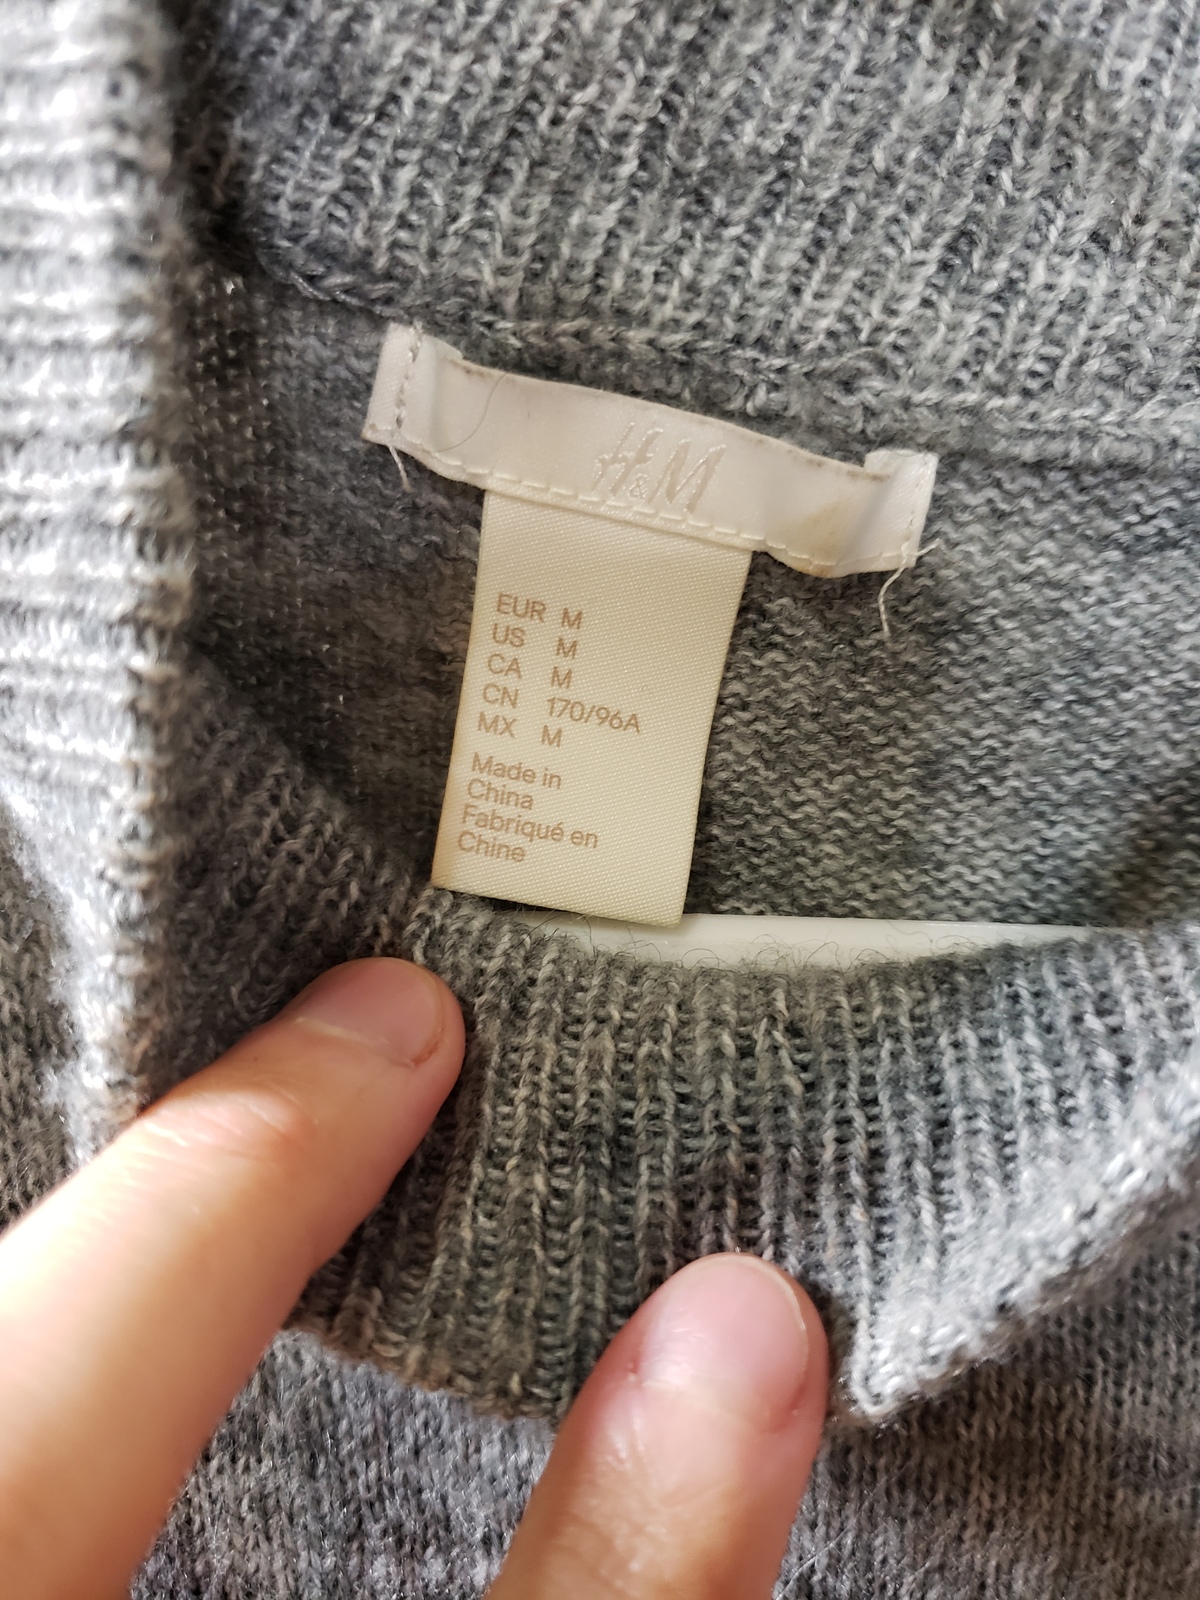 H&M
EUR M
US M
CA M
CN 170/96A
MX M
Made in
China
Fabriqué en
Chine